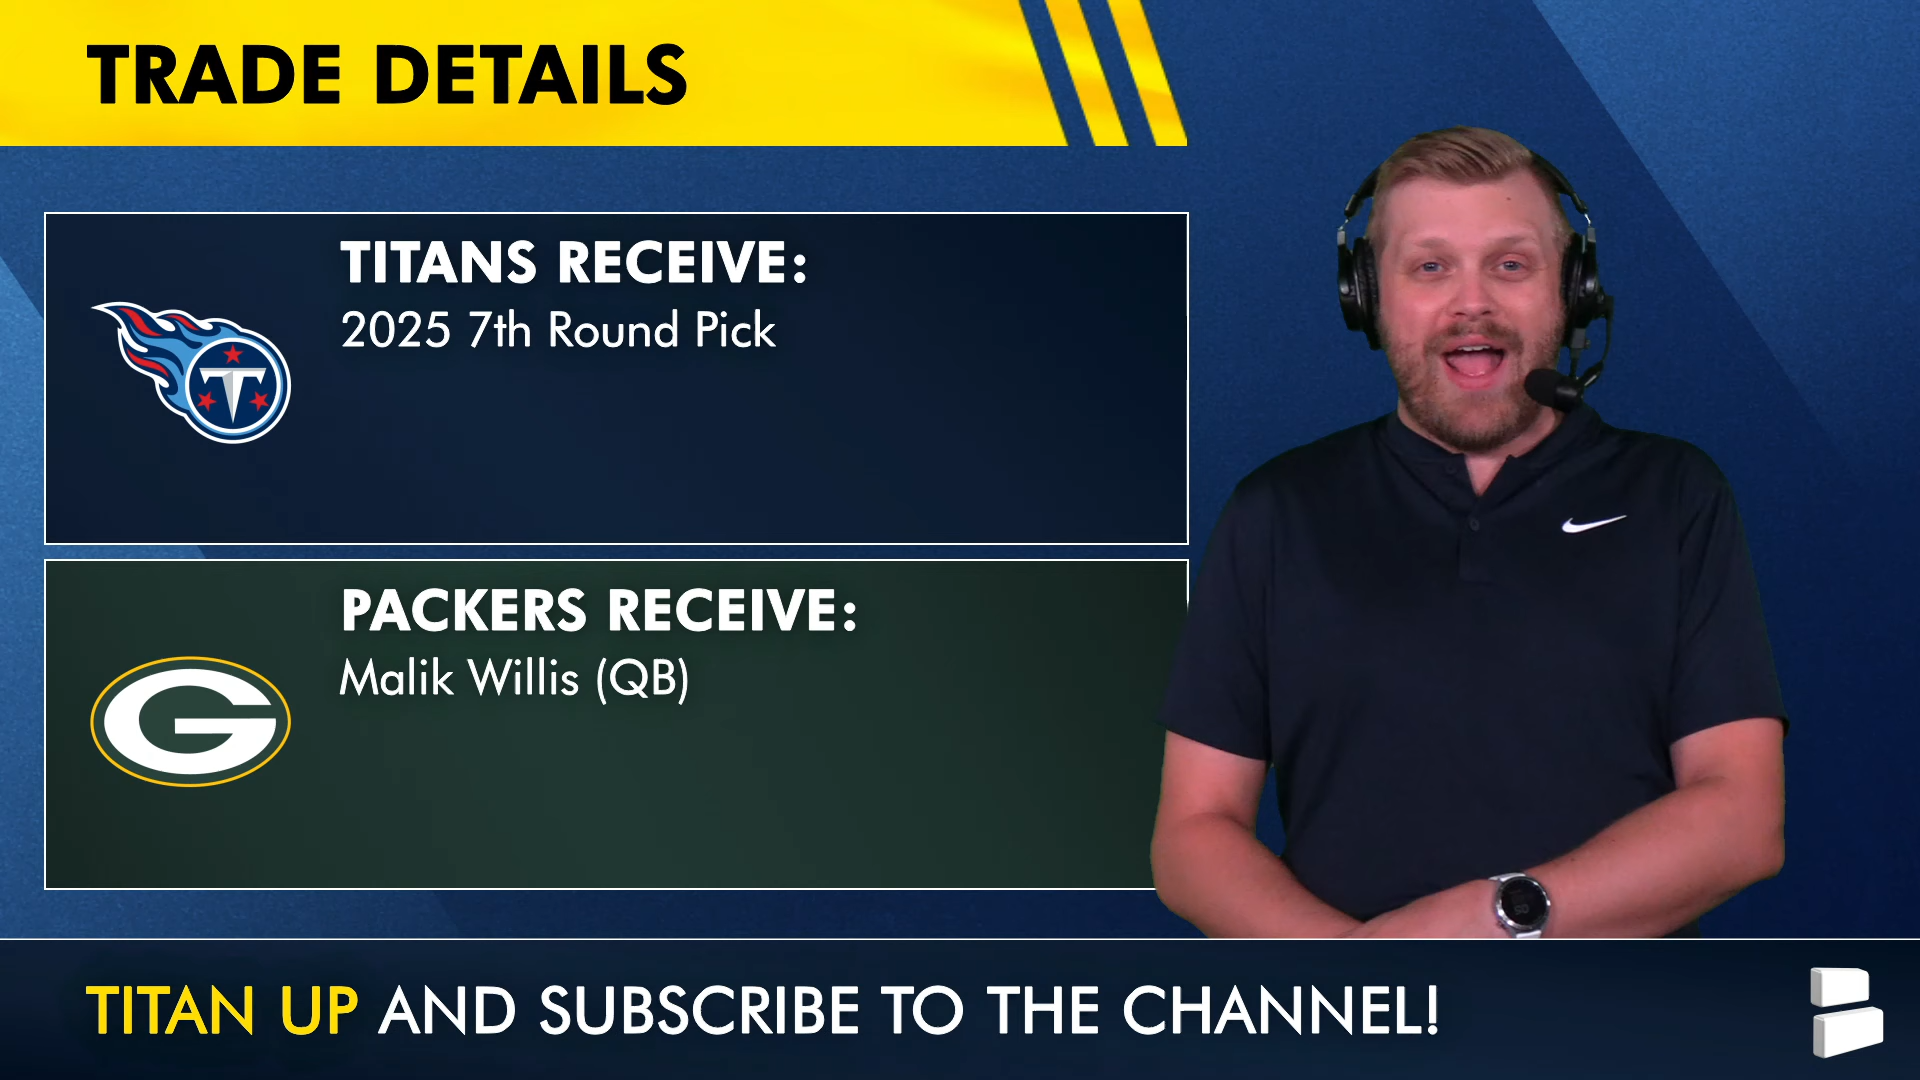 TRADE DETAILS
TITANS RECEIVE:
2025 7th Round Pick
PACKERS RECEIVE:
Malik Willis (QB)
TITAN UP AND SUBSCRIBE TO THE CHANNEL!